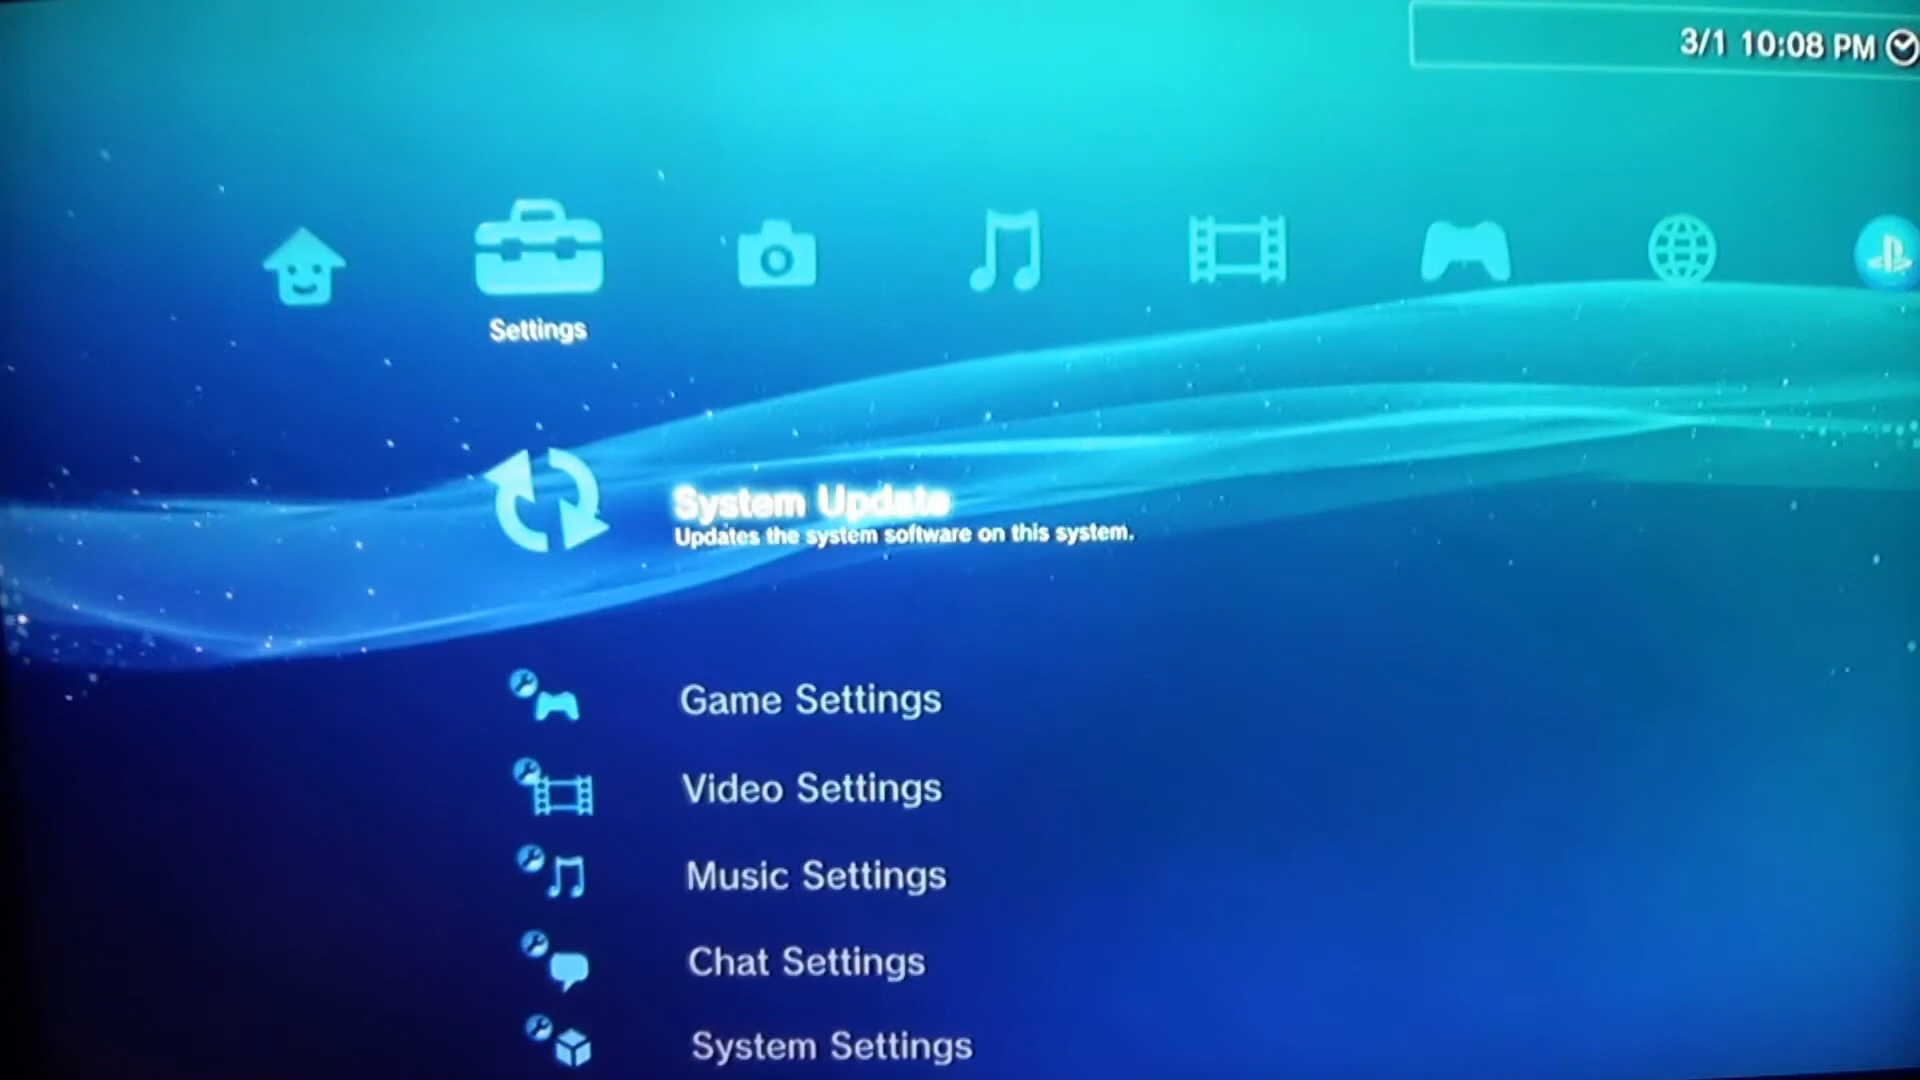 3/1 10:08 PM
Settings
System Update
Updates the system software on this system.
Game Settings
Video Settings
Music Settings
Chat Settings
System Settings